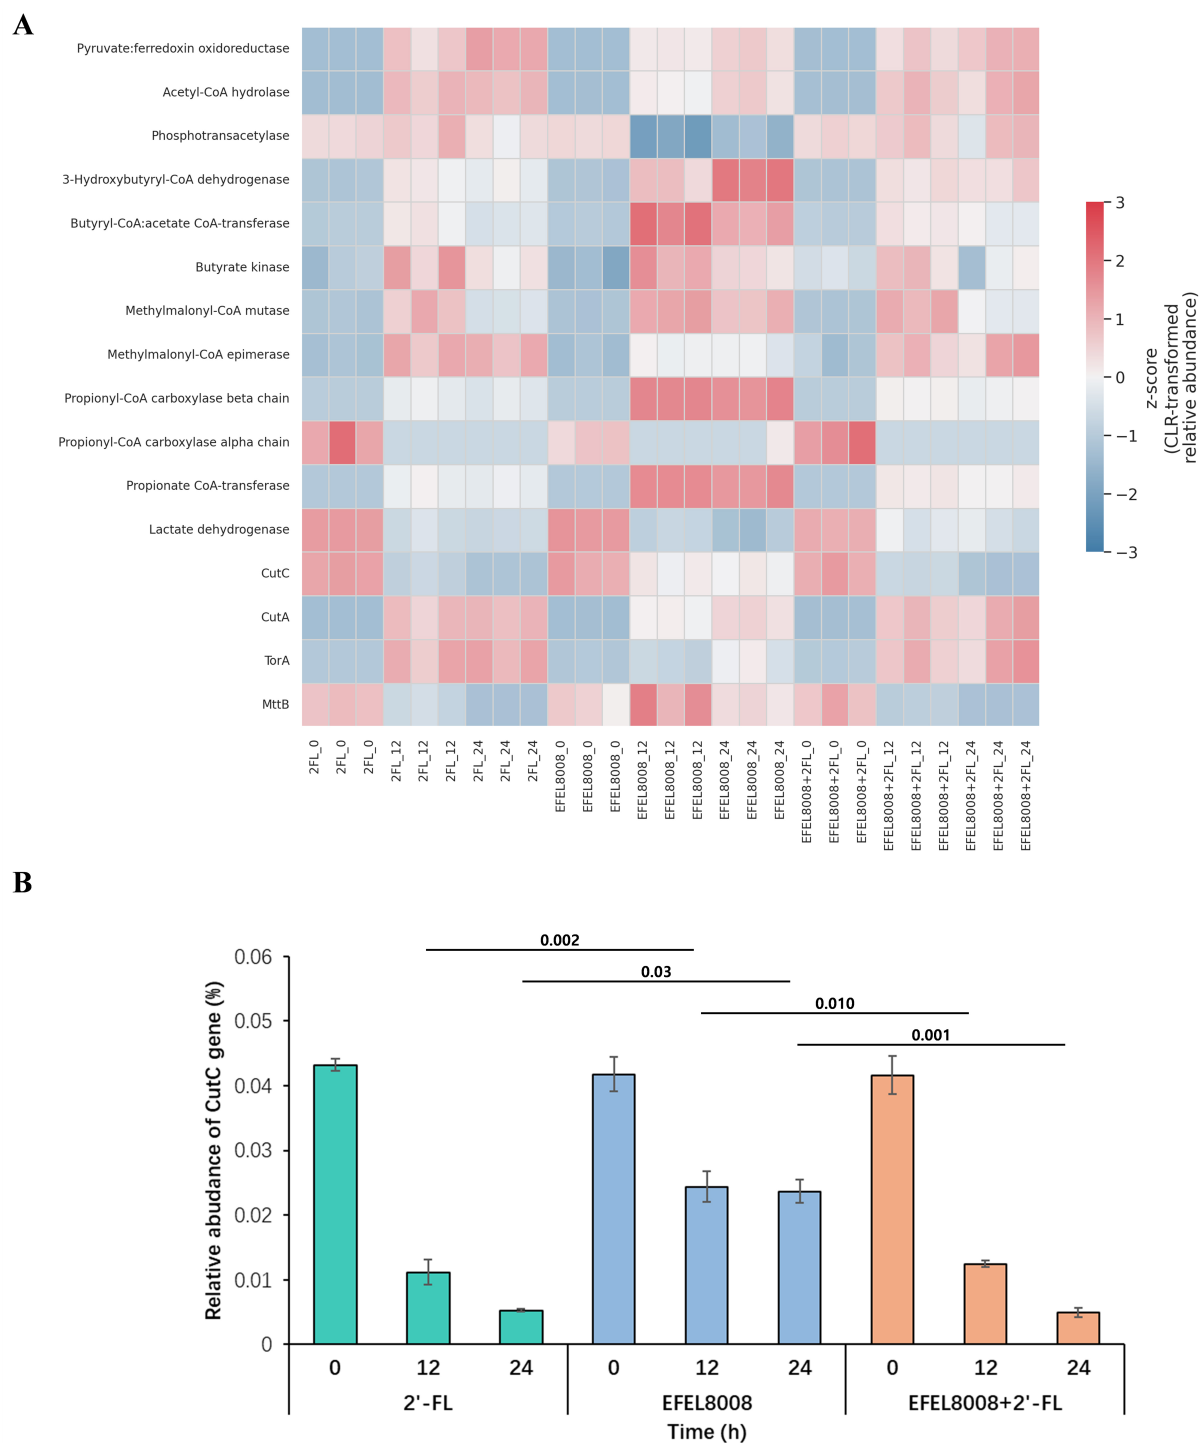 A
Pyruvate:ferredoxin oxidoreductase
Acetyl-CoA hydrolase
Phosphotransacetylase
3-Hydroxybutyryl-CoA dehydrogenase
Butyryl-CoA:acetate CoA-transferase
Butyrate kinase
Methylmalonyl-CoA mutase
Methylmalonyl-CoA epimerase
Propionyl-CoA carboxylase beta chain
Propionyl-CoA carboxylase alpha chain
Propionate CoA-transferase
Lactate dehydrogenase
CutC
CutA
TorA
MttB
2FL_0
2FL_0
2FL_0
2FL_12
2FL_12
2FL_12
2FL_24
2FL_24
2FL_24
EFEL8008_0
EFEL8008_0
EFEL8008_0
EFEL8008_12
EFEL8008_12
EFEL8008_12
EFEL8008_24
EFEL8008_24
EFEL8008_24
EFEL8008+2FL_0
EFEL8008+2FL_0
EFEL8008+2FL_0
EFEL8008+2FL_12
EFEL8008+2FL_12
EFEL8008+2FL_12
EFEL8008+2FL_24
EFEL8008+2FL_24
EFEL8008+2FL_24
3
2
1
0
−1
−2
−3
z-score
(CLR-transformed
relative abundance)
B
Relative abudance of CutC gene (%)
0.06
0.05
0.04
0.03
0.02
0.01
0
0.002
0.03
0.010
0.001
0 12 24 0 12 24 0 12 24
2'-FL EFEL8008 EFEL8008+2'-FL
Time (h)